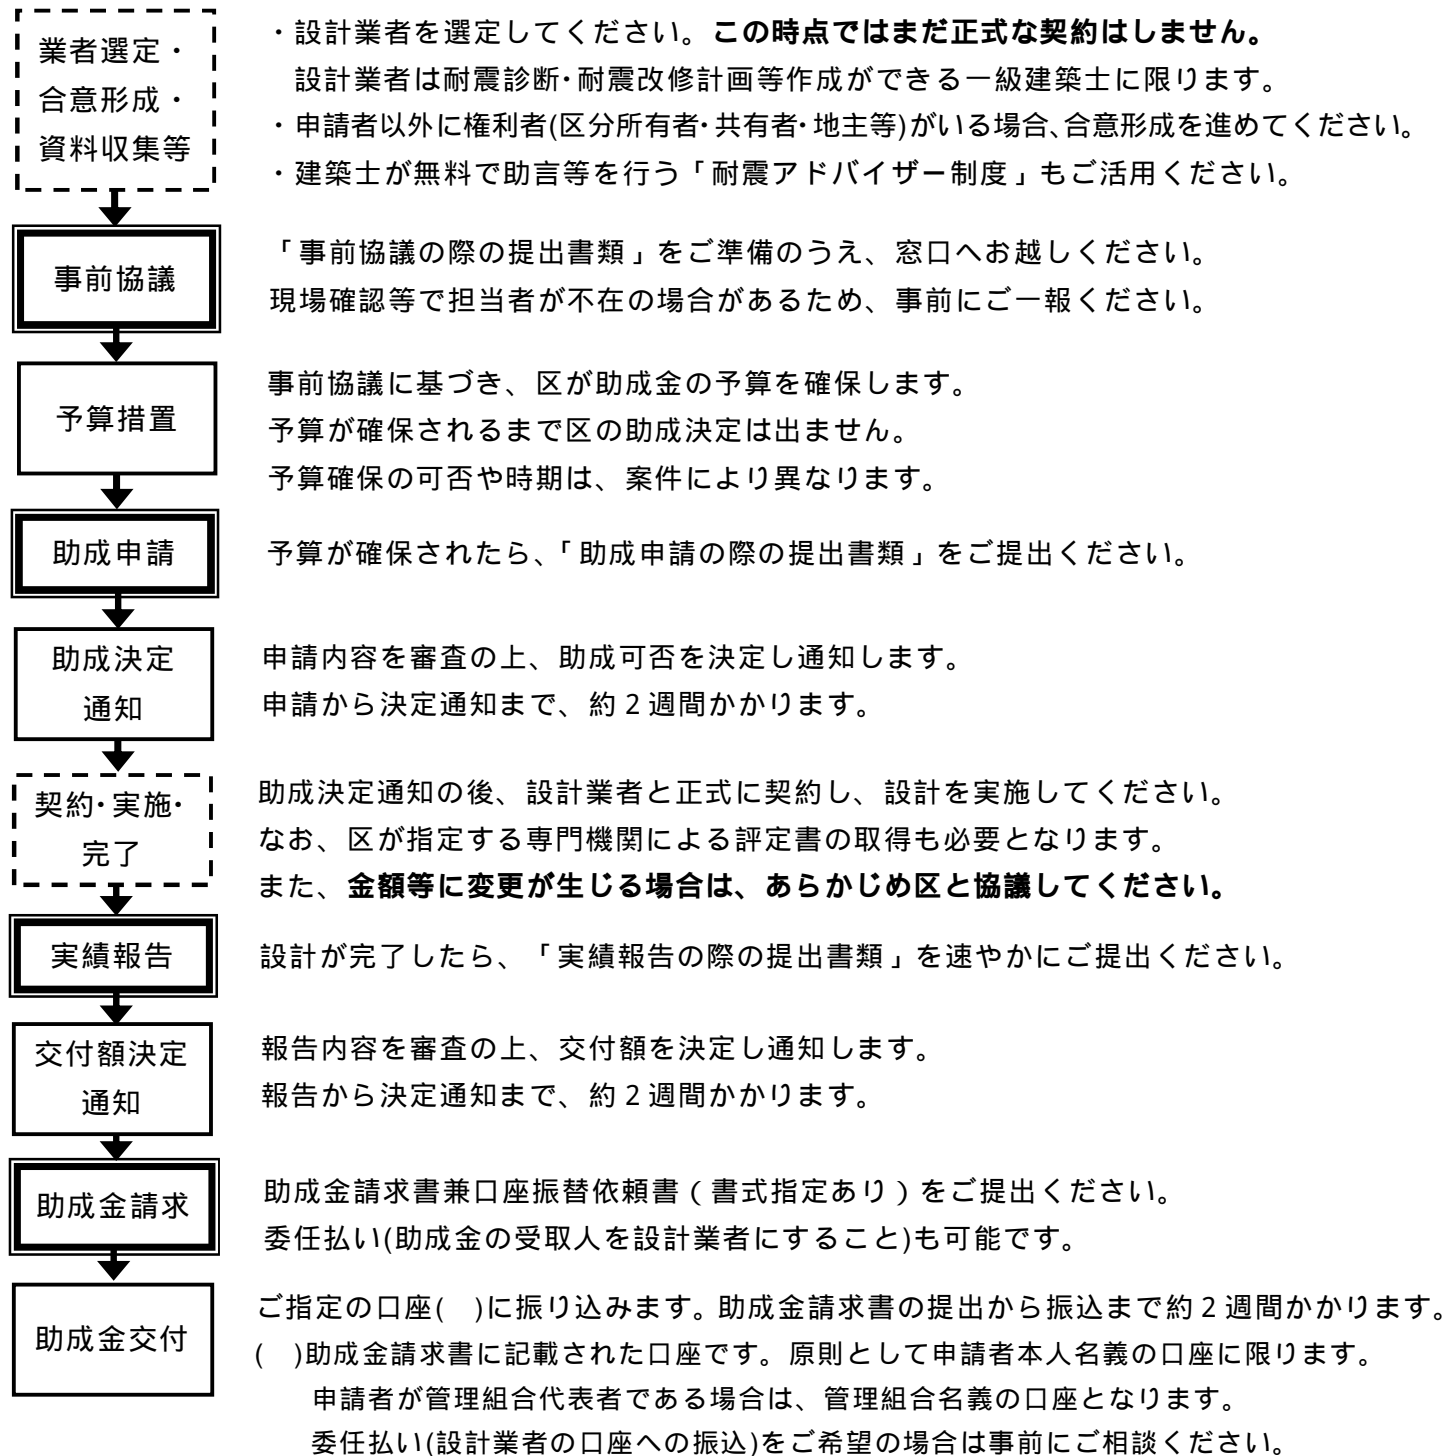 業者選定・
合意形成・
資料収集等
・設計業者を選定してください。この時点ではまだ正式な契約はしません。
設計業者は耐震診断・耐震改修計画等作成ができる一級建築士に限ります。
・申請者以外に権利者(区分所有者・共有者・地主等)がいる場合、合意形成を進めてください。
・建築士が無料で助言等を行う「耐震アドバイザー制度」もご活用ください。
事前協議
「事前協議の際の提出書類」をご準備のうえ、窓口へお越しください。
現場確認等で担当者が不在の場合があるため、事前にご一報ください。
予算措置
事前協議に基づき、区が助成金の予算を確保します。
予算が確保されるまで区の助成決定は出ません。
予算確保の可否や時期は、案件により異なります。
助成申請
予算が確保されたら、「助成申請の際の提出書類」をご提出ください。
助成決定
通知
申請内容を審査の上、助成可否を決定し通知します。
申請から決定通知まで、約2週間かかります。
契約・実施・
完了
助成決定通知の後、設計業者と正式に契約し、設計を実施してください。
なお、区が指定する専門機関による評定書の取得も必要となります。
また、金額等に変更が生じる場合は、あらかじめ区と協議してください。
実績報告
設計が完了したら、「実績報告の際の提出書類」を速やかにご提出ください。
交付額決定
通知
報告内容を審査の上、交付額を決定し通知します。
報告から決定通知まで、約2週間かかります。
助成金請求
助成金請求書兼口座振替依頼書(書式指定あり)をご提出ください。
委任払い(助成金の受取人を設計業者にすること)も可能です。
助成金交付
ご指定の口座(　)に振り込みます。助成金請求書の提出から振込まで約2週間かかります。
(　)助成金請求書に記載された口座です。原則として申請者本人名義の口座に限ります。
申請者が管理組合代表者である場合は、管理組合名義の口座となります。
委任払い(設計業者の口座への振込)をご希望の場合は事前にご相談ください。